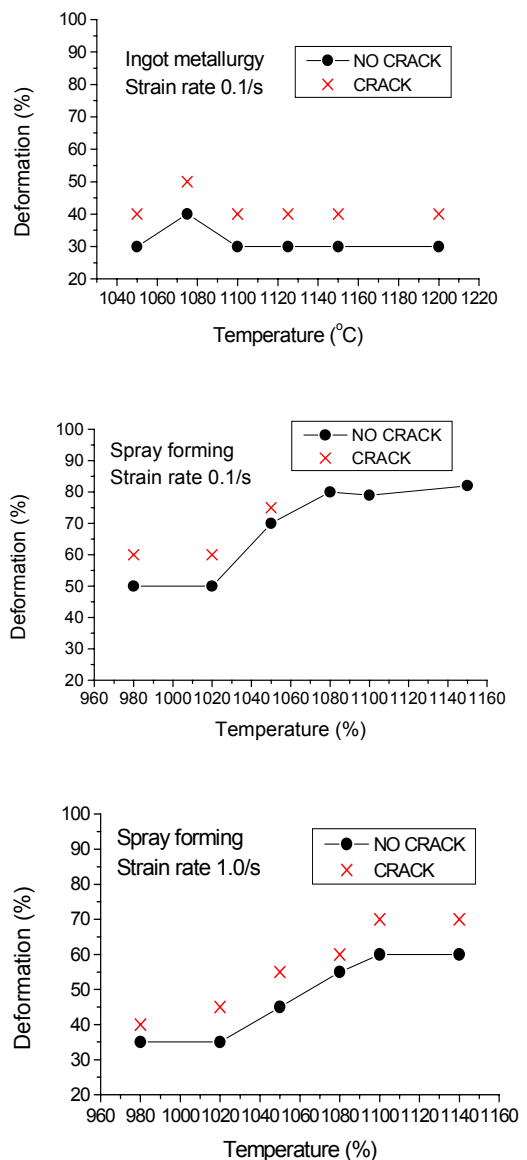 100
90
80
70
60
50
40
30
20
Deformation (%)
Ingot metallurgy
Strain rate 0.1/s
NO CRACK
CRACK
1040 1060 1080 1100 1120 1140 1160 1180 1200 1220
Temperature (°C)
100
90
80
70
60
50
40
30
20
Deformation (%)
Spray forming
Strain rate 0.1/s
NO CRACK
CRACK
960 980 1000 1020 1040 1060 1080 1100 1120 1140 1160
Temperature (%)
100
90
80
70
60
50
40
30
20
Deformation (%)
Spray forming
Strain rate 1.0/s
NO CRACK
CRACK
960 980 1000 1020 1040 1060 1080 1100 1120 1140 1160
Temperature (%)